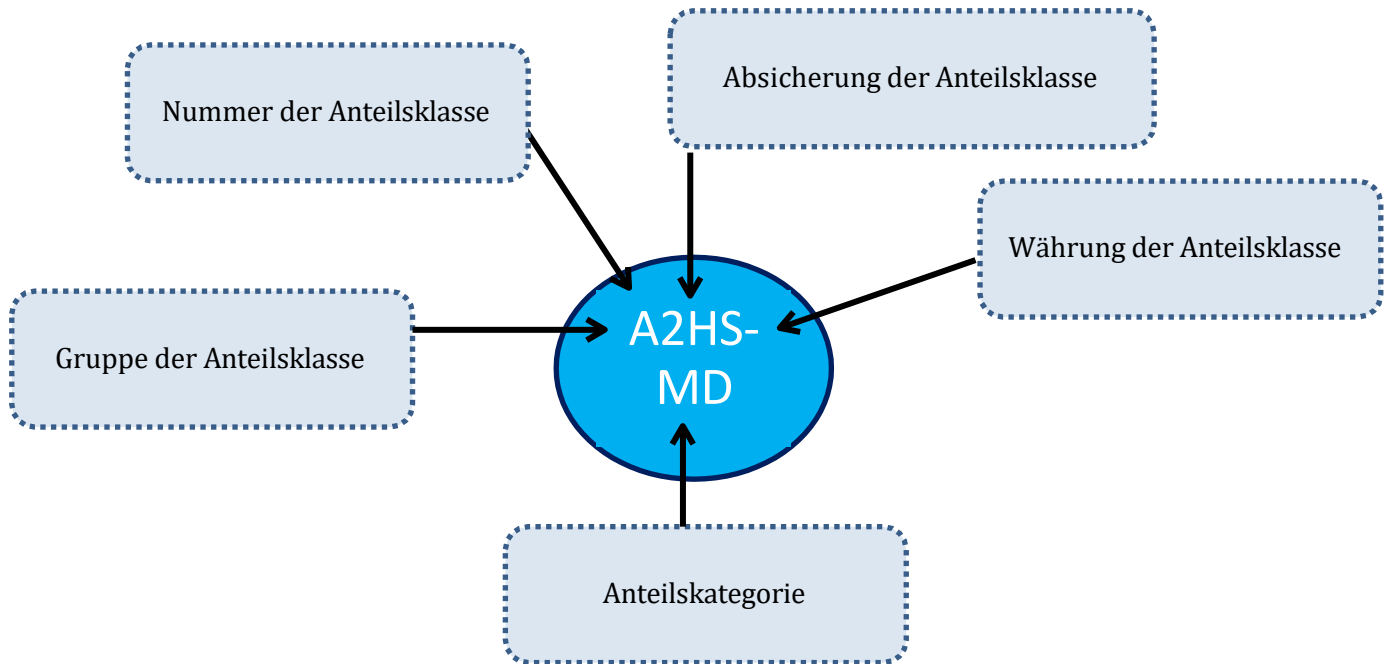 Absicherung der Anteilsklasse
Nummer der Anteilsklasse
Währung der Anteilsklasse
A2HS-
MD
Gruppe der Anteilsklasse
Anteilskategorie